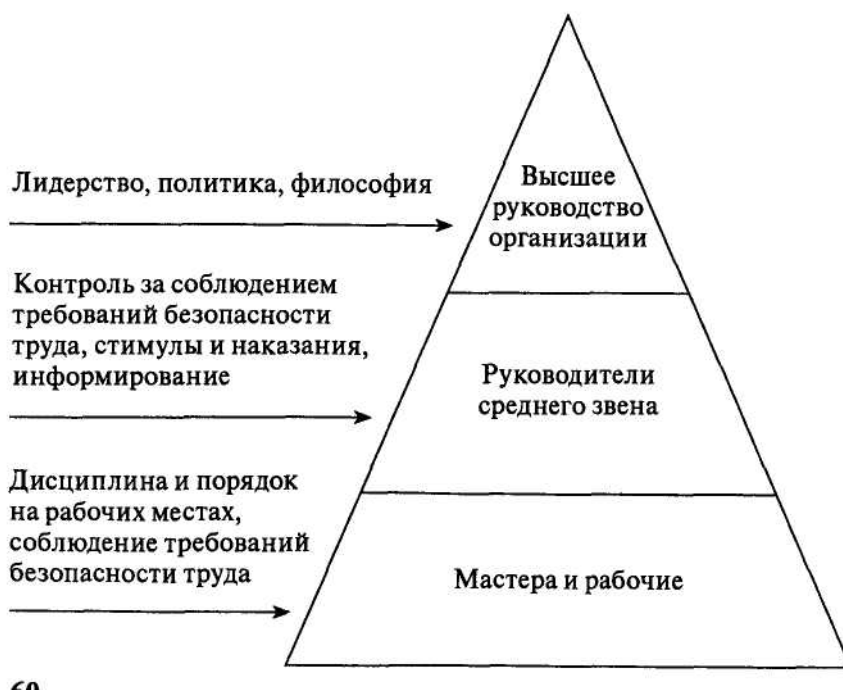 Лидерство, политика, философия
Высшее
руководство
организации
Контроль за соблюдением
требований безопасности
труда, стимулы и наказания,
информирование
Руководители
среднего звена
Дисциплина и порядок
на рабочих местах,
соблюдение требований
безопасности труда
Мастера и рабочие